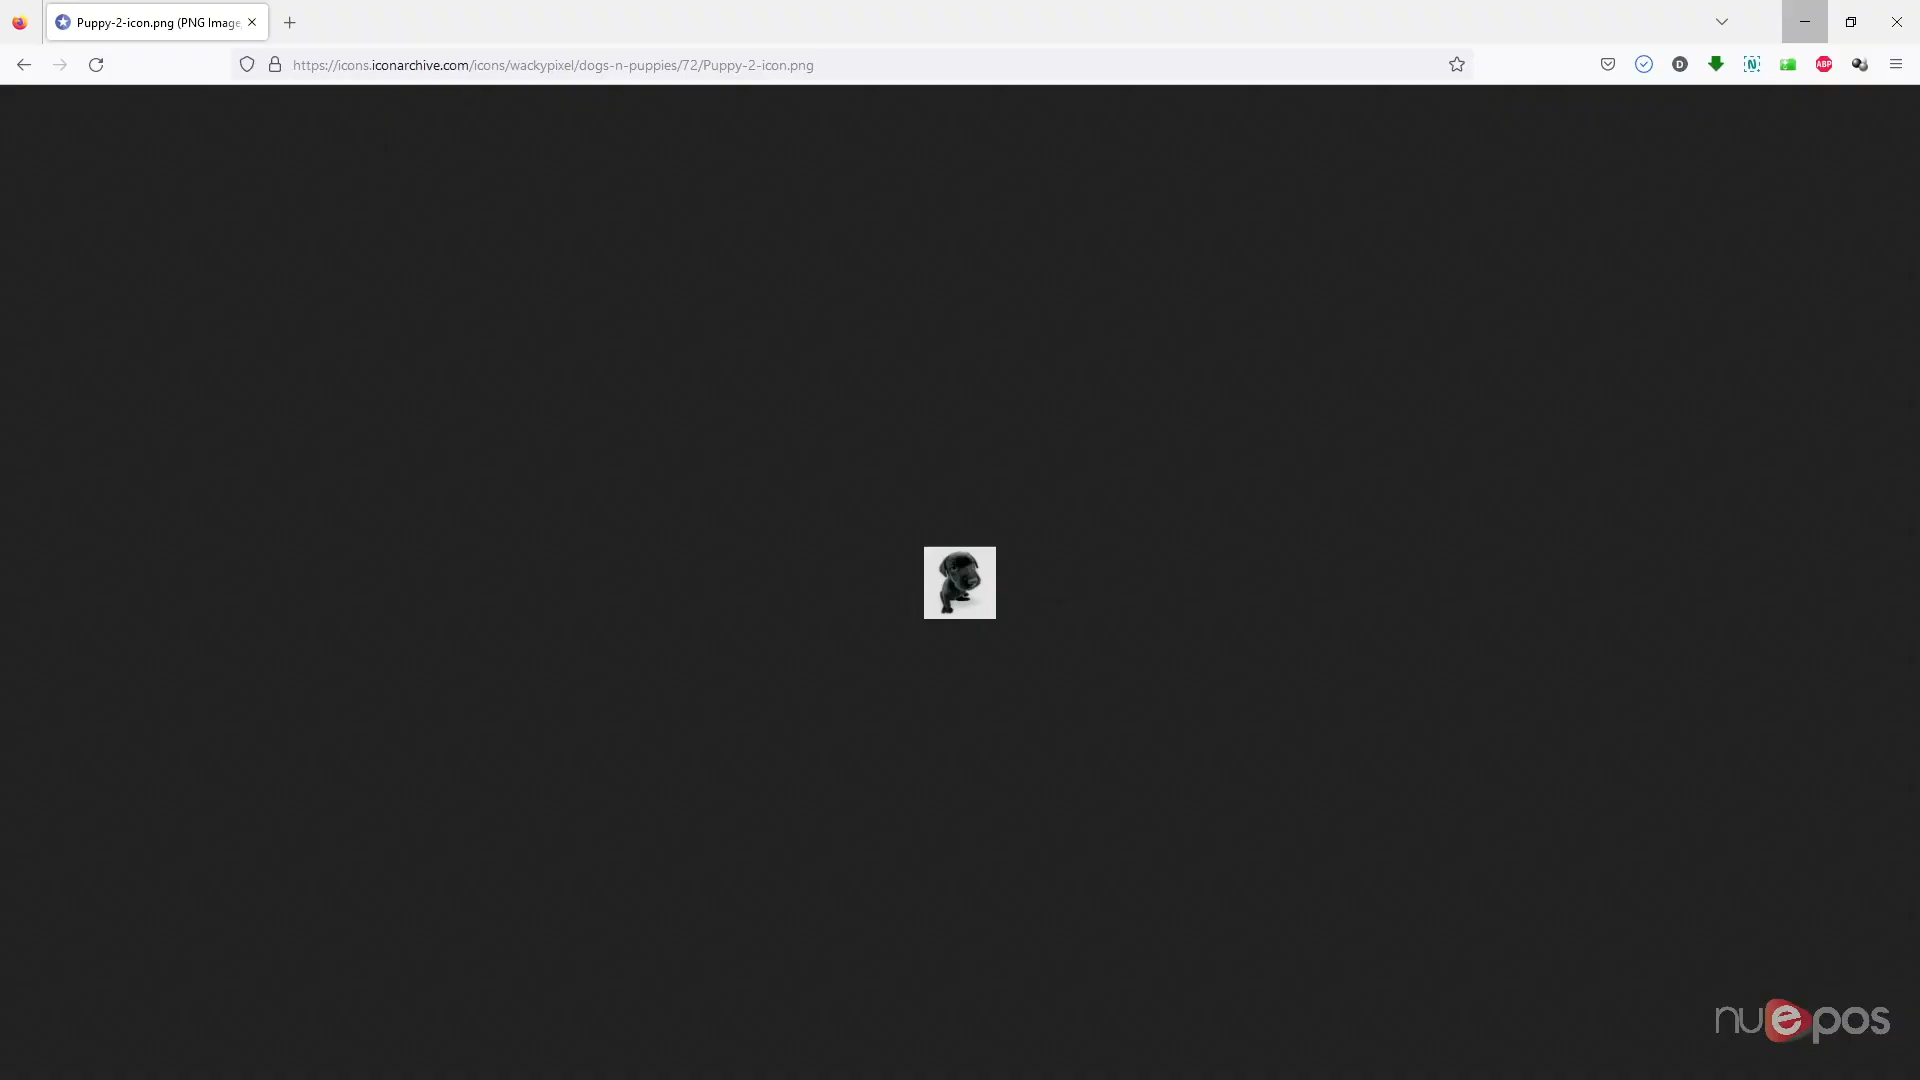 Puppy-2-icon.png (PNG Image
https://icons.iconarchive.com/icons/wackypixel/dogs-n-puppies/72/Puppy-2-icon.png
D
N
ABP
nuepos